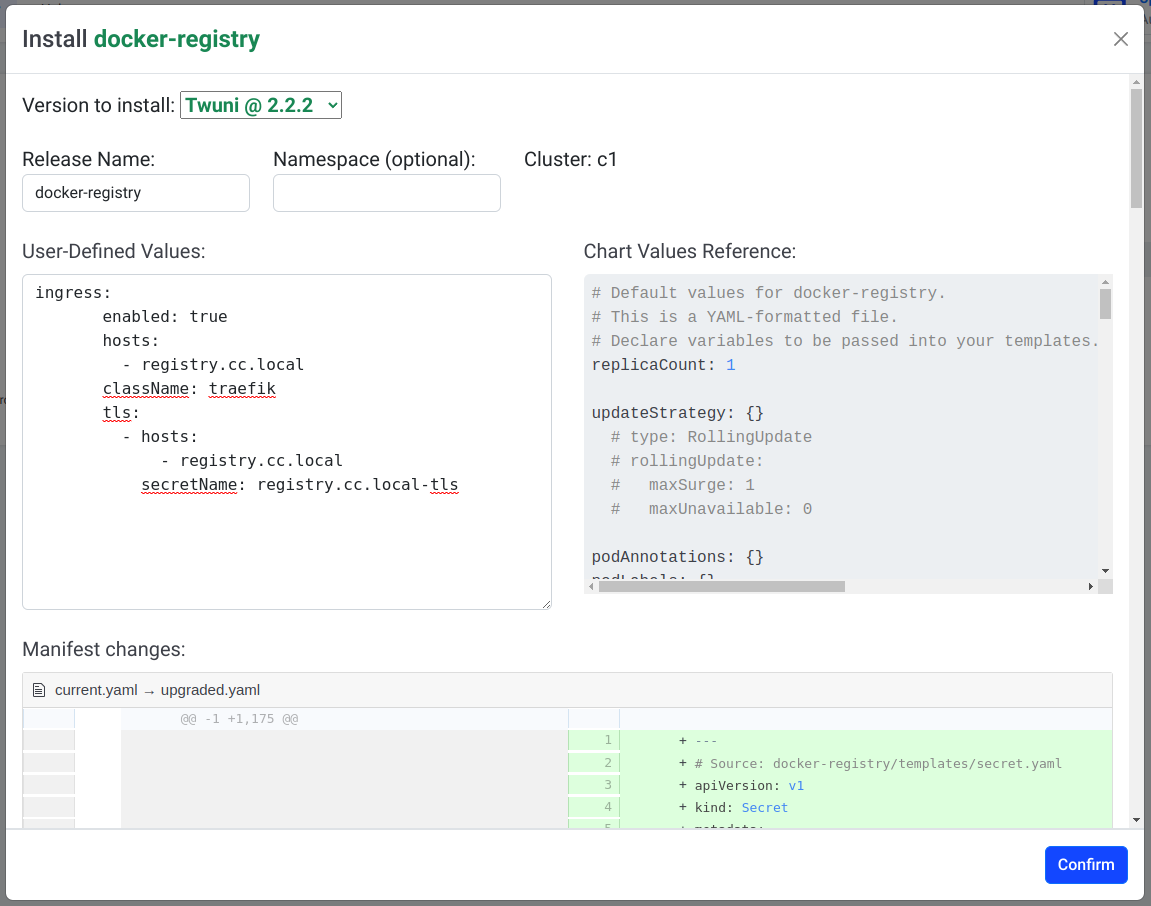 Install docker-registry
Version to install: Twuni @ 2.2.2
Release Name:
Namespace (optional):
Cluster: c1
docker-registry
User-Defined Values:
ingress:
enabled: true
hosts:
- registry.cc.local
className: traefik
tls:
- hosts:
- registry.cc.local
secretName: registry.cc.local-tls
Chart Values Reference:
# Default values for docker-registry.
# This is a YAML-formatted file.
# Declare variables to be passed into your templates.
replicaCount: 1
updateStrategy: {}
# type: RollingUpdate
# rollingUpdate:
#   maxSurge: 1
#   maxUnavailable: 0
podAnnotations: {}
podLabels: {}
Manifest changes:
current.yaml → upgraded.yaml
@@ -1 +1,175 @@
1 + ---
2 + # Source: docker-registry/templates/secret.yaml
3 + apiVersion: v1
4 + kind: Secret
5 + metadata:
Confirm